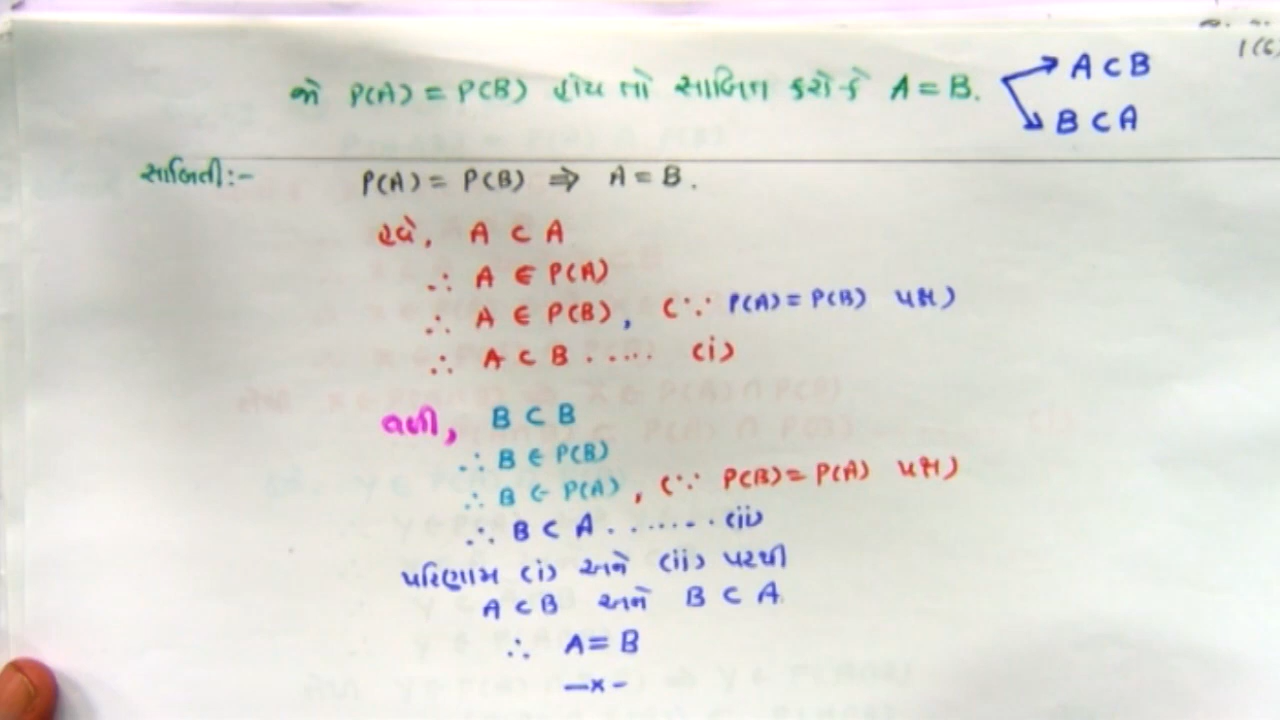 જો P(A) = P(B) હોય તો સાબિત કરો કે A = B. A ⊂ B
B ⊂ A
સાબિતી:-
P(A) = P(B) ⇒ A = B.
હવે, A ⊂ A
∴ A ∈ P(A)
∴ A ∈ P(B), (∵ P(A) = P(B) પક્ષ)
∴ A ⊂ B ..... (i)
વળી, B ⊂ B
∴ B ∈ P(B)
∴ B ∈ P(A), (∵ P(B) = P(A) પક્ષ)
∴ B ⊂ A ....... (ii)
પરિણામ (i) અને (ii) પરથી
A ⊂ B અને B ⊂ A
∴ A = B
—x-